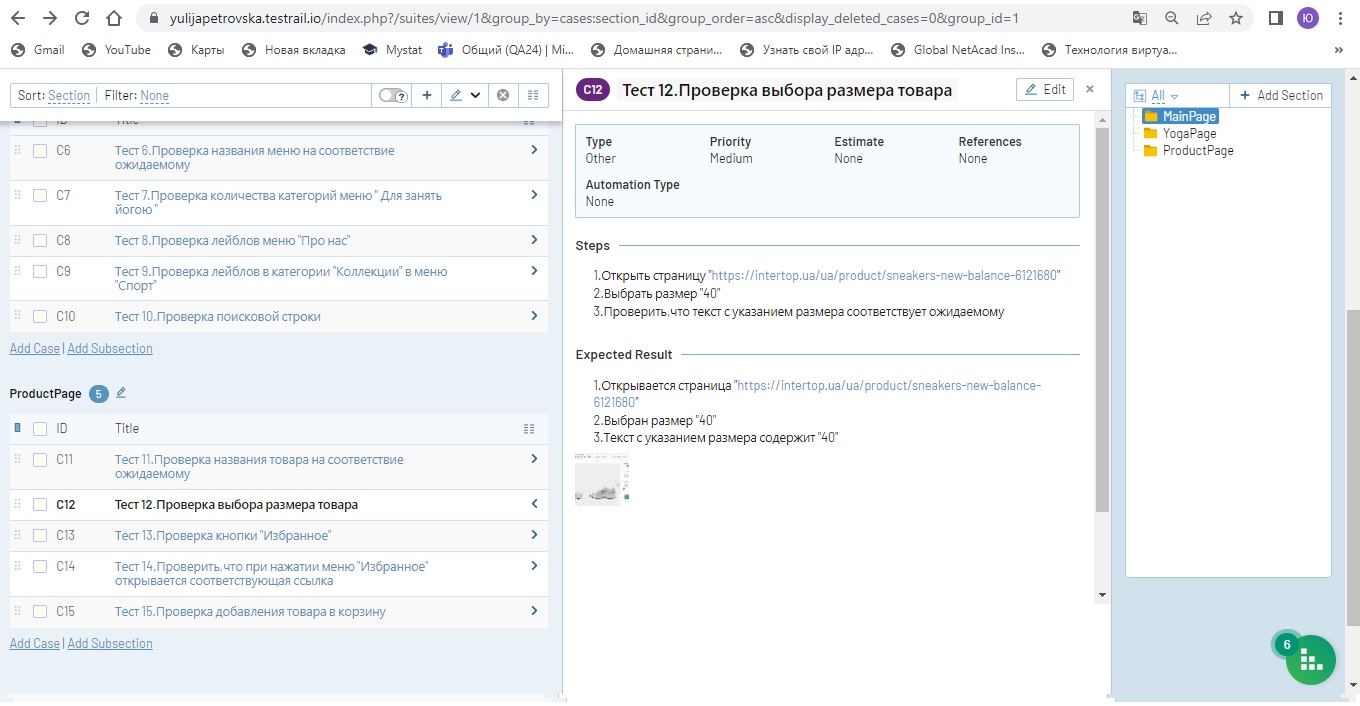 yulijapetrovska.testrail.io/index.php?/suites/view/1&group_by=cases:section_id&group_order=asc&display_deleted_cases=0&group_id=1
Ю
Gmail YouTube Карты Новая вкладка Mystat Общий (QA24) | Mi... Домашняя страни... Узнать свой IP адр... Global NetAcad Ins... Технология виртуа... »
Sort: Section Filter: None
ID Title
C6 Тест 6.Проверка названия меню на соответствие
ожидаемому
C7 Тест 7.Проверка количества категорий меню " Для занять
йогою "
C8 Тест 8.Проверка лейблов меню "Про нас"
C9 Тест 9.Проверка лейблов в категории "Коллекции" в меню
"Спорт"
C10 Тест 10.Проверка поисковой строки
Add Case | Add Subsection
ProductPage 5
ID Title
C11 Тест 11.Проверка названия товара на соответствие
ожидаемому
C12 Тест 12.Проверка выбора размера товара
C13 Тест 13.Проверка кнопки "Избранное"
C14 Тест 14.Проверить,что при нажатии меню "Избранное"
открывается соответствующая ссылка
C15 Тест 15.Проверка добавления товара в корзину
Add Case | Add Subsection
C12 Тест 12.Проверка выбора размера товара Edit ×
Type Priority Estimate References
Other Medium None None
Automation Type
None
Steps
1.Открыть страницу "https://intertop.ua/ua/product/sneakers-new-balance-6121680"
2.Выбрать размер "40"
3.Проверить,что текст с указанием размера соответствует ожидаемому
Expected Result
1.Открывается страница "https://intertop.ua/ua/product/sneakers-new-balance-
6121680"
2.Выбран размер "40"
3.Текст с указанием размера содержит "40"
All + Add Section
MainPage
YogaPage
ProductPage
6